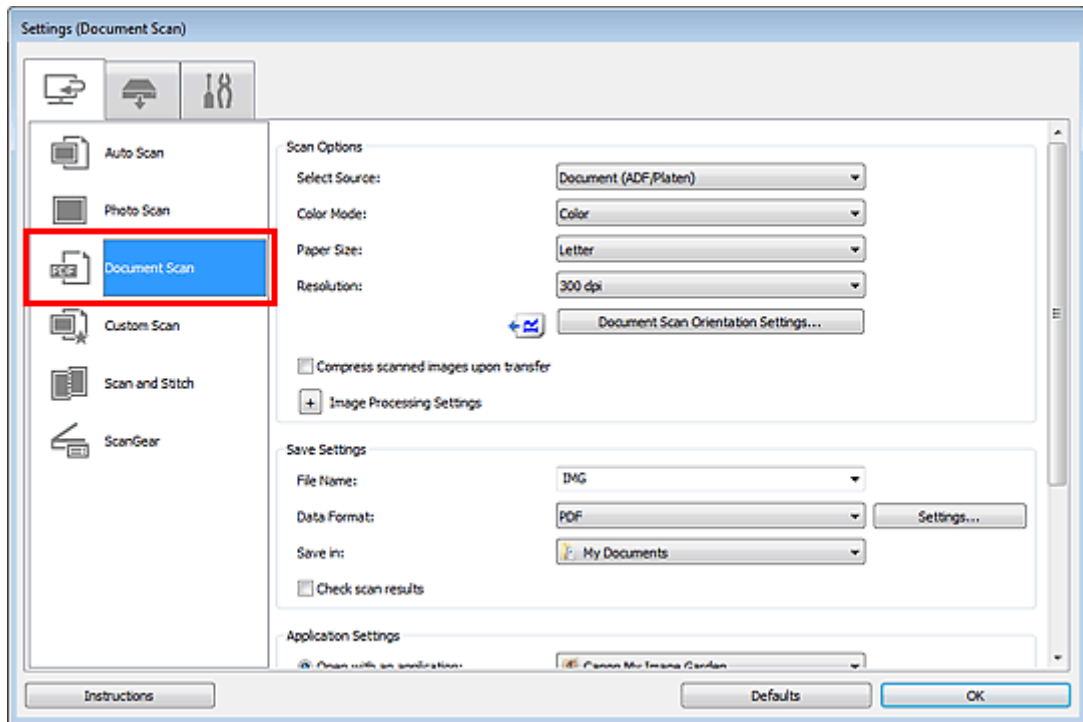 Settings (Document Scan)
Auto Scan
Photo Scan
PDF
Document Scan
Custom Scan
Scan and Stitch
ScanGear
Scan Options
Select Source: Document (ADF/Platen)
Color Mode: Color
Paper Size: Letter
Resolution: 300 dpi
Document Scan Orientation Settings...
Compress scanned images upon transfer
+ Image Processing Settings
Save Settings
File Name: IMG
Data Format: PDF Settings...
Save in: My Documents
Check scan results
Application Settings
Open with an application: Canon My Image Garden
Instructions Defaults OK